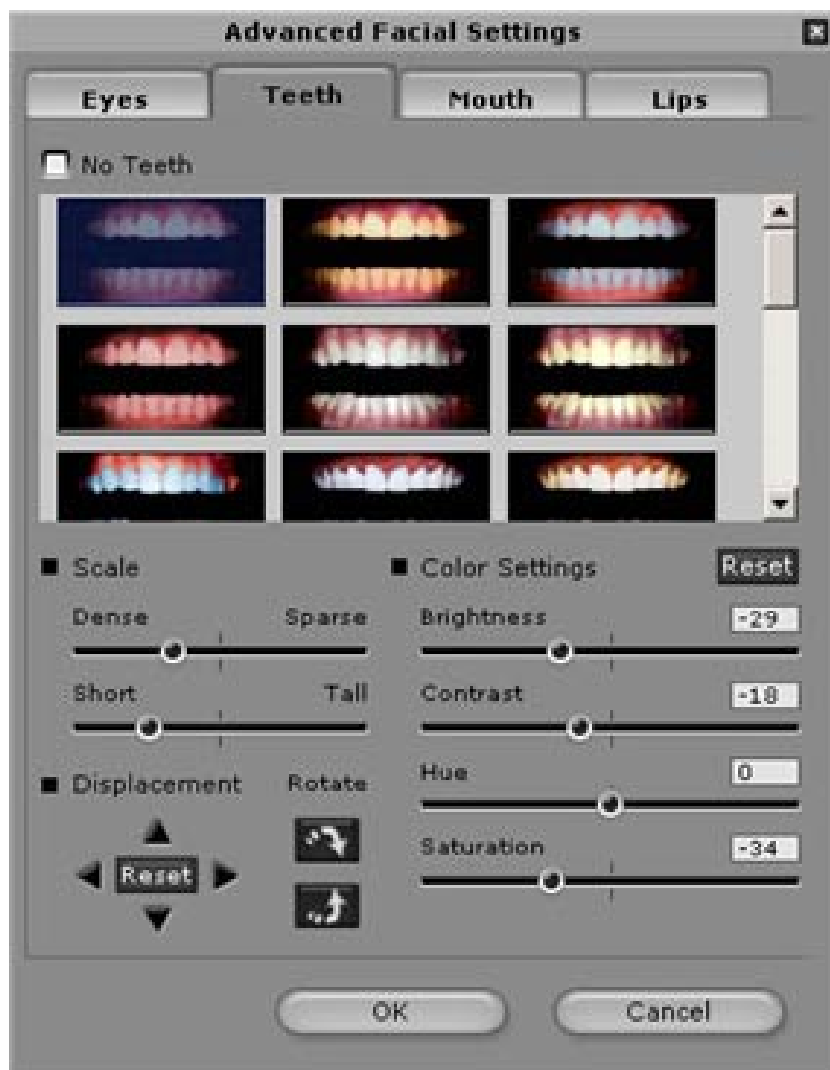 Advanced Facial Settings
Eyes Teeth Mouth Lips
No Teeth
Scale
Dense Sparse
Short Tall
Displacement Rotate
Reset
Color Settings Reset
Brightness -29
Contrast -18
Hue 0
Saturation -34
OK Cancel